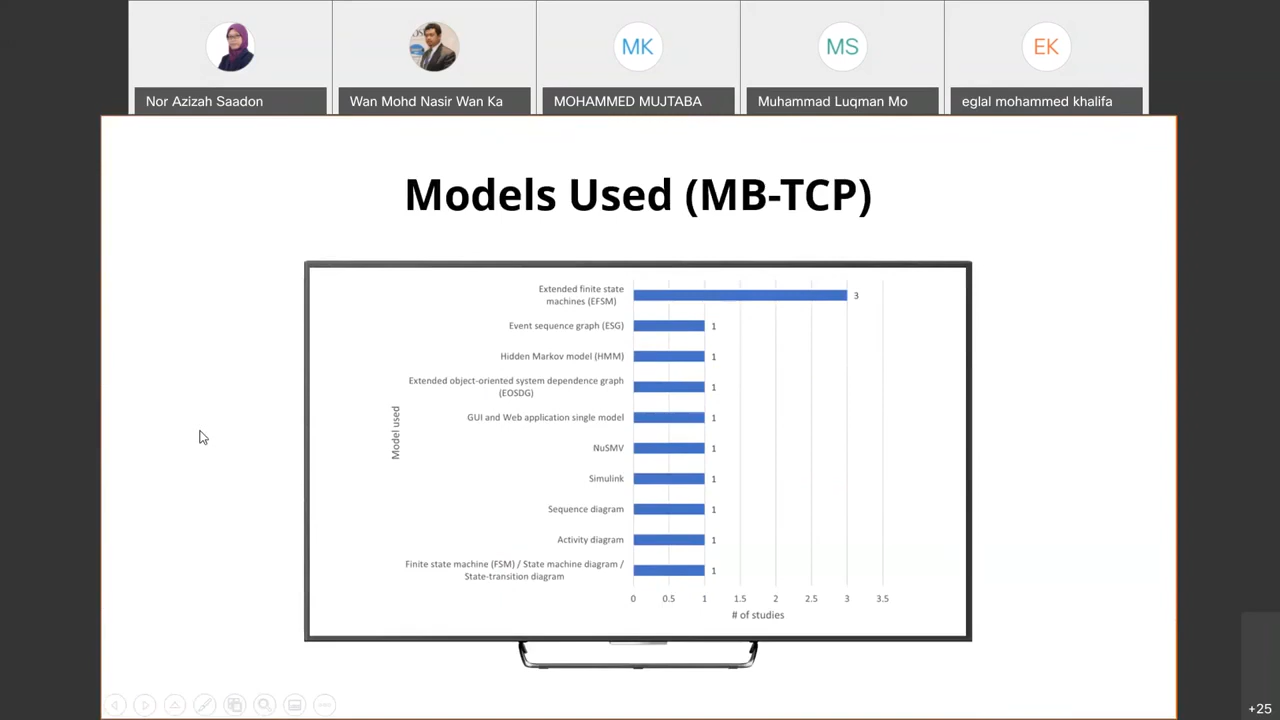 MK
MS
EK
Nor Azizah Saadon
Wan Mohd Nasir Wan Ka
MOHAMMED MUJTABA
Muhammad Luqman Mo
eglal mohammed khalifa
Models Used (MB-TCP)
Extended finite state
machines (EFSM)
3
Event sequence graph (ESG)
1
Hidden Markov model (HMM)
1
Extended object-oriented system dependence graph
(EOSDG)
1
GUI and Web application single model
1
NuSMV
1
Simulink
1
Sequence diagram
1
Activity diagram
1
Finite state machine (FSM) / State machine diagram /
State-transition diagram
1
Model used
0 0.5 1 1.5 2 2.5 3 3.5
# of studies
+25